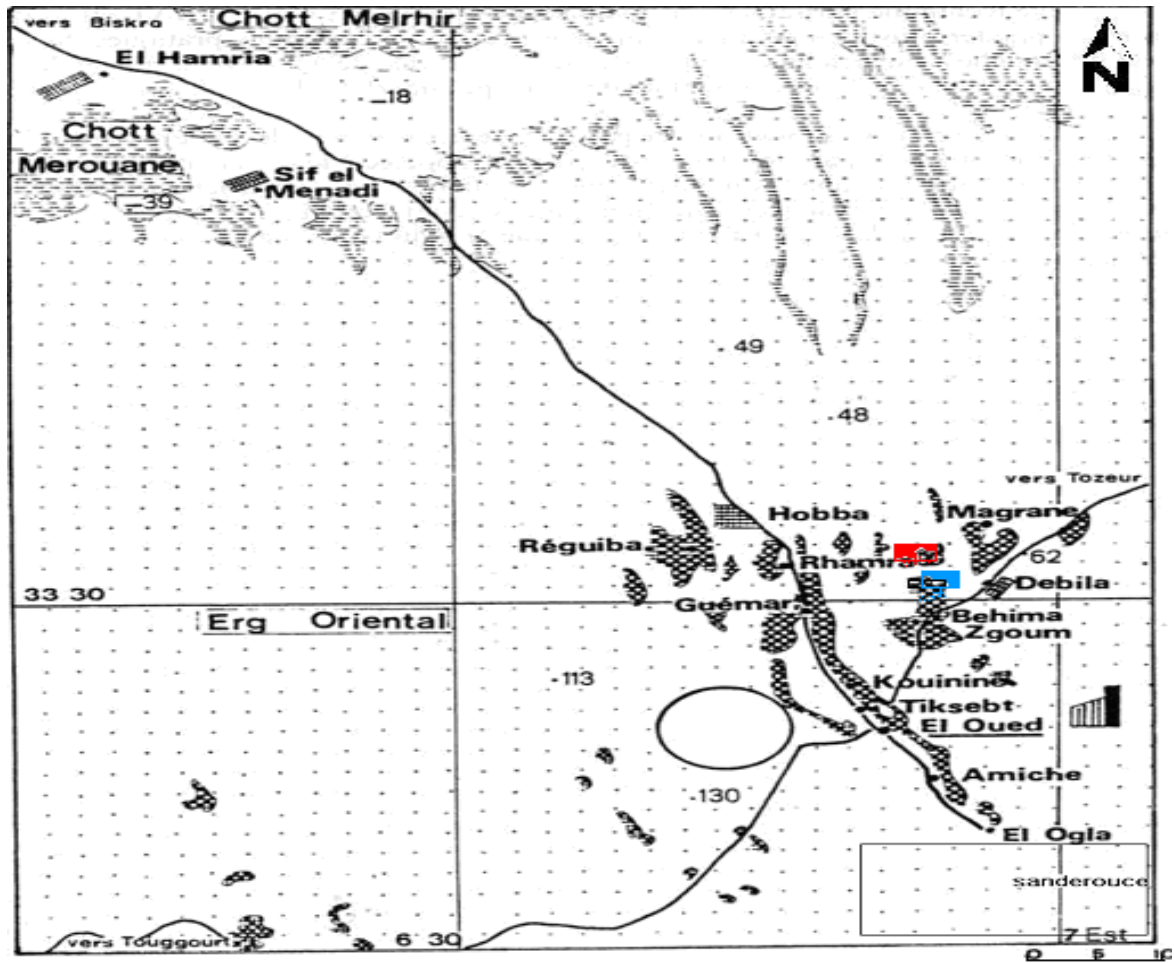 vers Biskra
Chott Melrhir
El Hamria
N
18
Chott
Merouane
Sif el
Menadi
39
49
48
vers Tozeur
Hobba
Magrane
Réguiba
Rhamra
62
33 30
Guémar
Debila
Erg Oriental
Behima
Zgoum
113
Kouinine
Tiksebt
El Oued
Amiche
130
El Ogla
sanderouce
vers Touggourt
6 30
7 Est
0 5 10